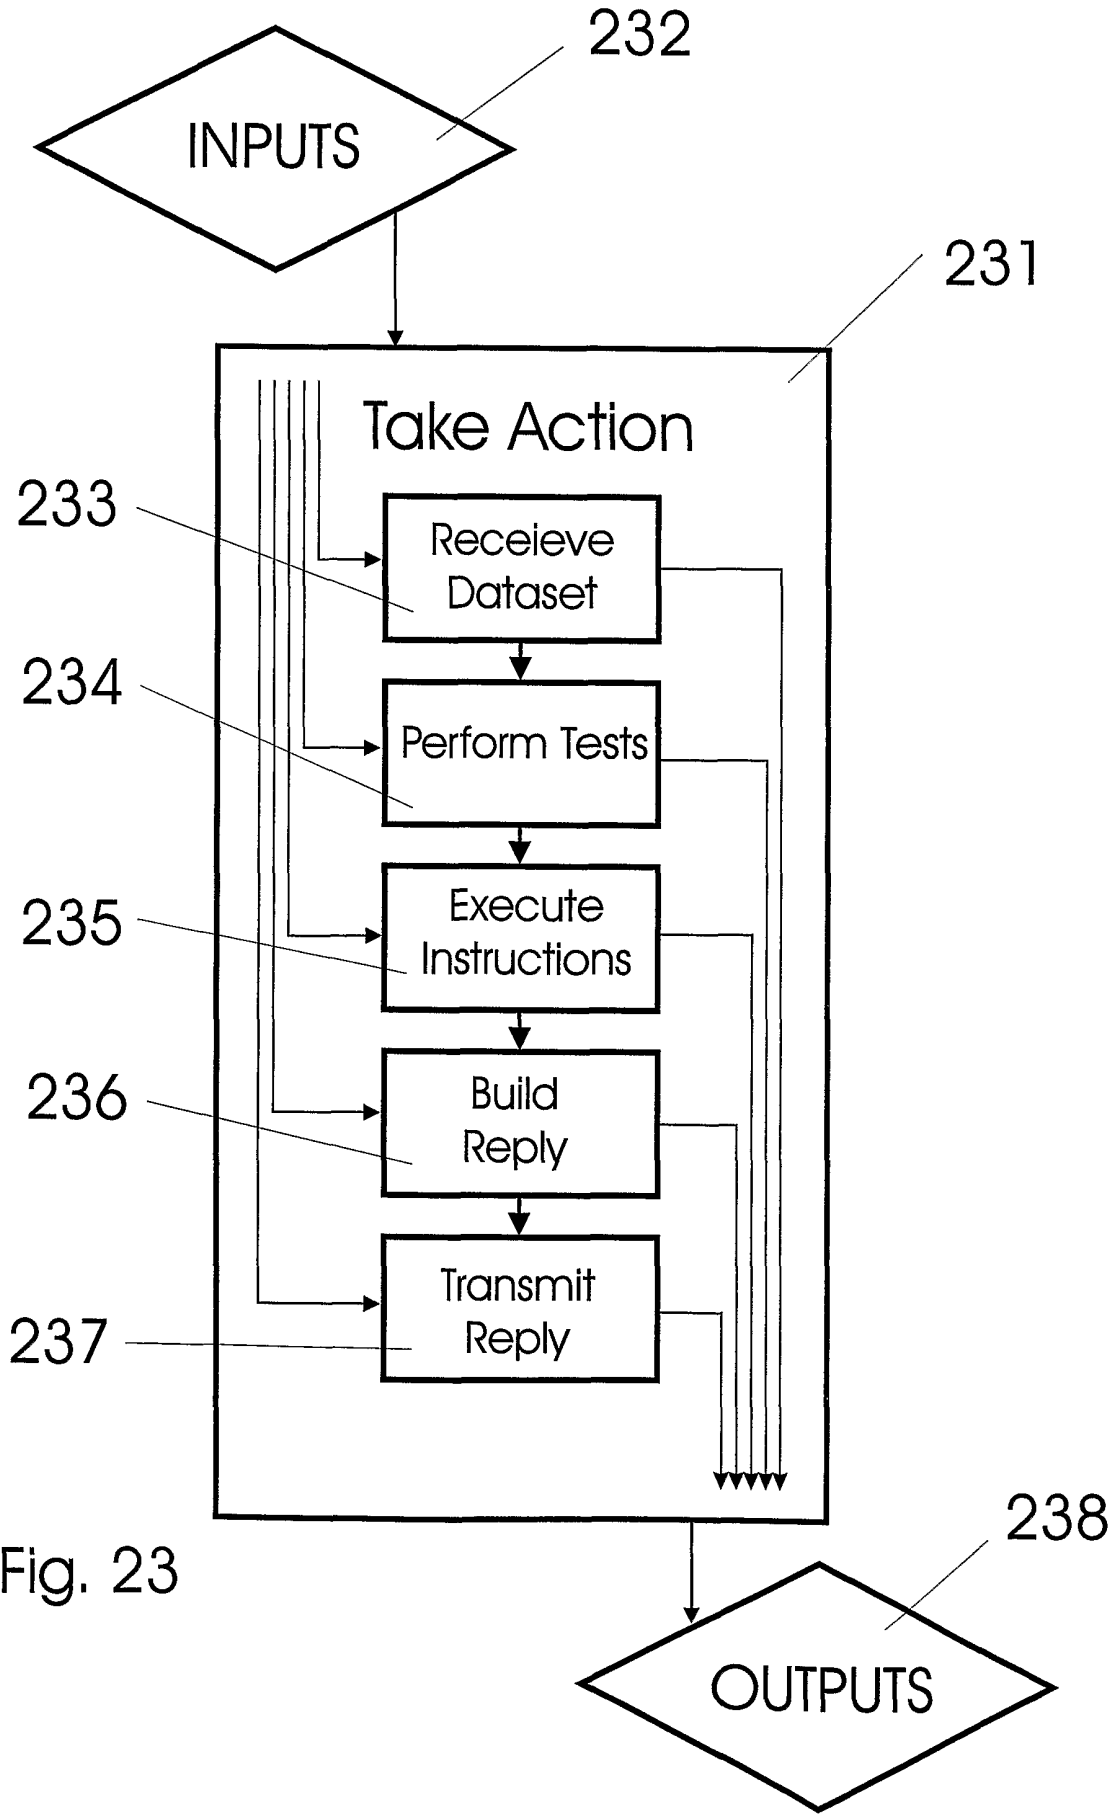 232
INPUTS
231
Take Action
233
Receieve
Dataset
234
Perform Tests
235
Execute
Instructions
236
Build
Reply
237
Transmit
Reply
238
Fig. 23
OUTPUTS